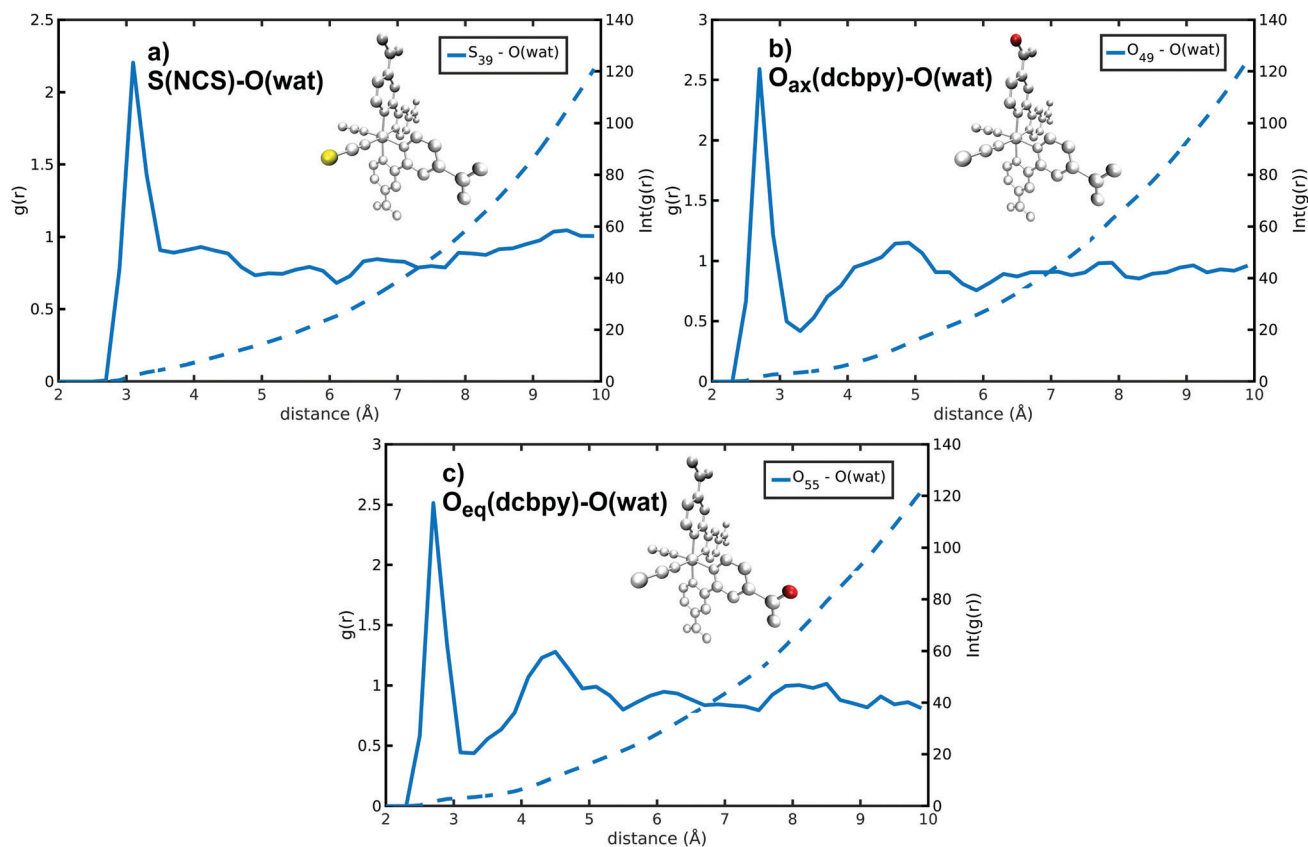 a)
S(NCS)-O(wat)
S39 - O(wat)
2.5
2
1.5
1
0.5
0
g(r)
140
120
100
80
60
40
20
0
Int(g(r))
2 3 4 5 6 7 8 9 10
distance (Å)
b)
Oax(dcbpy)-O(wat)
O49 - O(wat)
3
2.5
2
1.5
1
0.5
0
g(r)
140
120
100
80
60
40
20
0
Int(g(r))
2 3 4 5 6 7 8 9 10
distance (Å)
c)
Oeq(dcbpy)-O(wat)
O55 - O(wat)
3
2.5
2
1.5
1
0.5
0
g(r)
140
120
100
80
60
40
20
0
Int(g(r))
2 3 4 5 6 7 8 9 10
distance (Å)